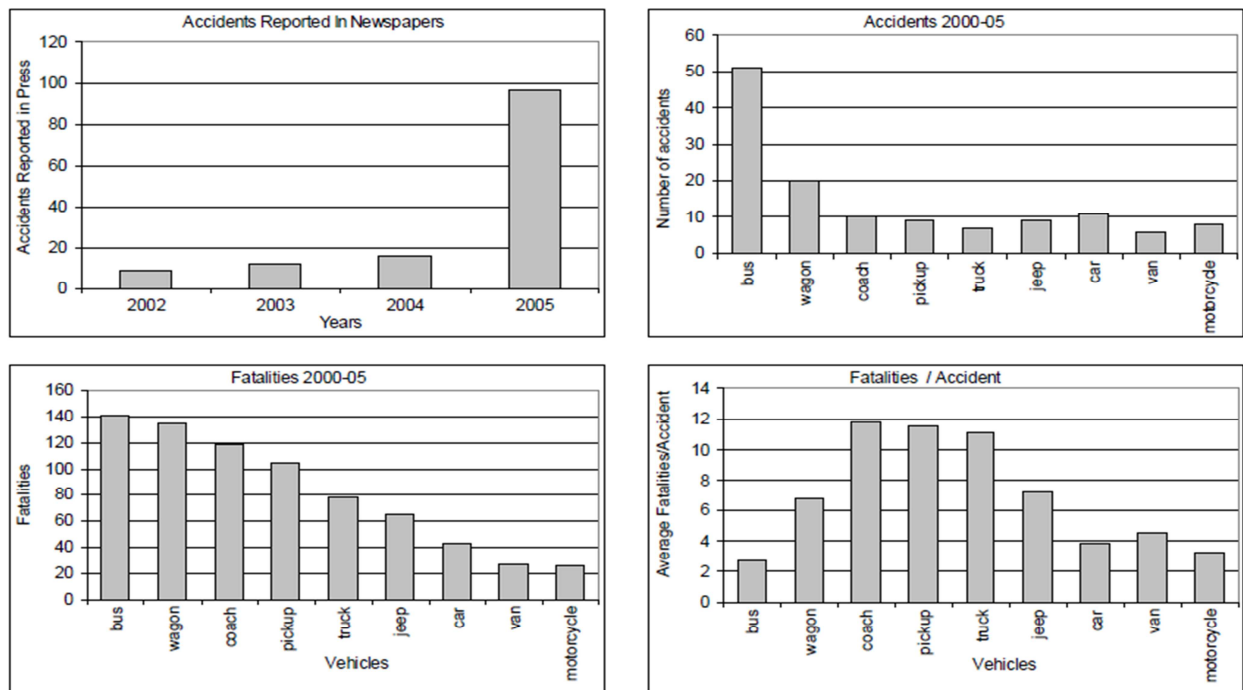 Accidents Reported In Newspapers
Accidents Reported in Press
120
100
80
60
40
20
0
2002 2003 2004 2005
Years
Accidents 2000-05
Number of accidents
60
50
40
30
20
10
0
bus wagon coach pickup truck jeep car van motorcycle
Fatalities 2000-05
Fatalities
160
140
120
100
80
60
40
20
0
bus wagon coach pickup truck jeep car van motorcycle
Vehicles
Fatalities / Accident
Average Fatalities/Accident
14
12
10
8
6
4
2
0
bus wagon coach pickup truck jeep car van motorcycle
Vehicles